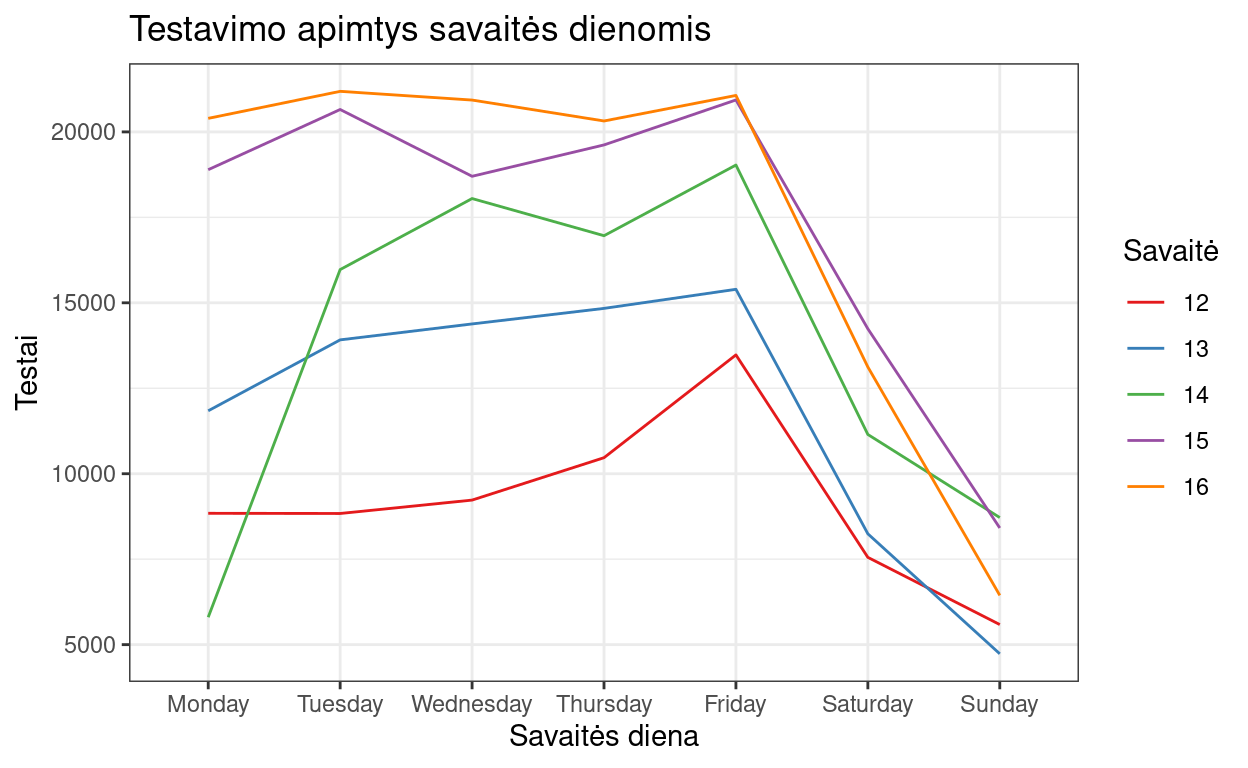 Testavimo apimtys savaitės dienomis
Testai
20000
15000
10000
5000
Monday Tuesday Wednesday Thursday Friday Saturday Sunday
Savaitės diena
Savaitė
12
13
14
15
16